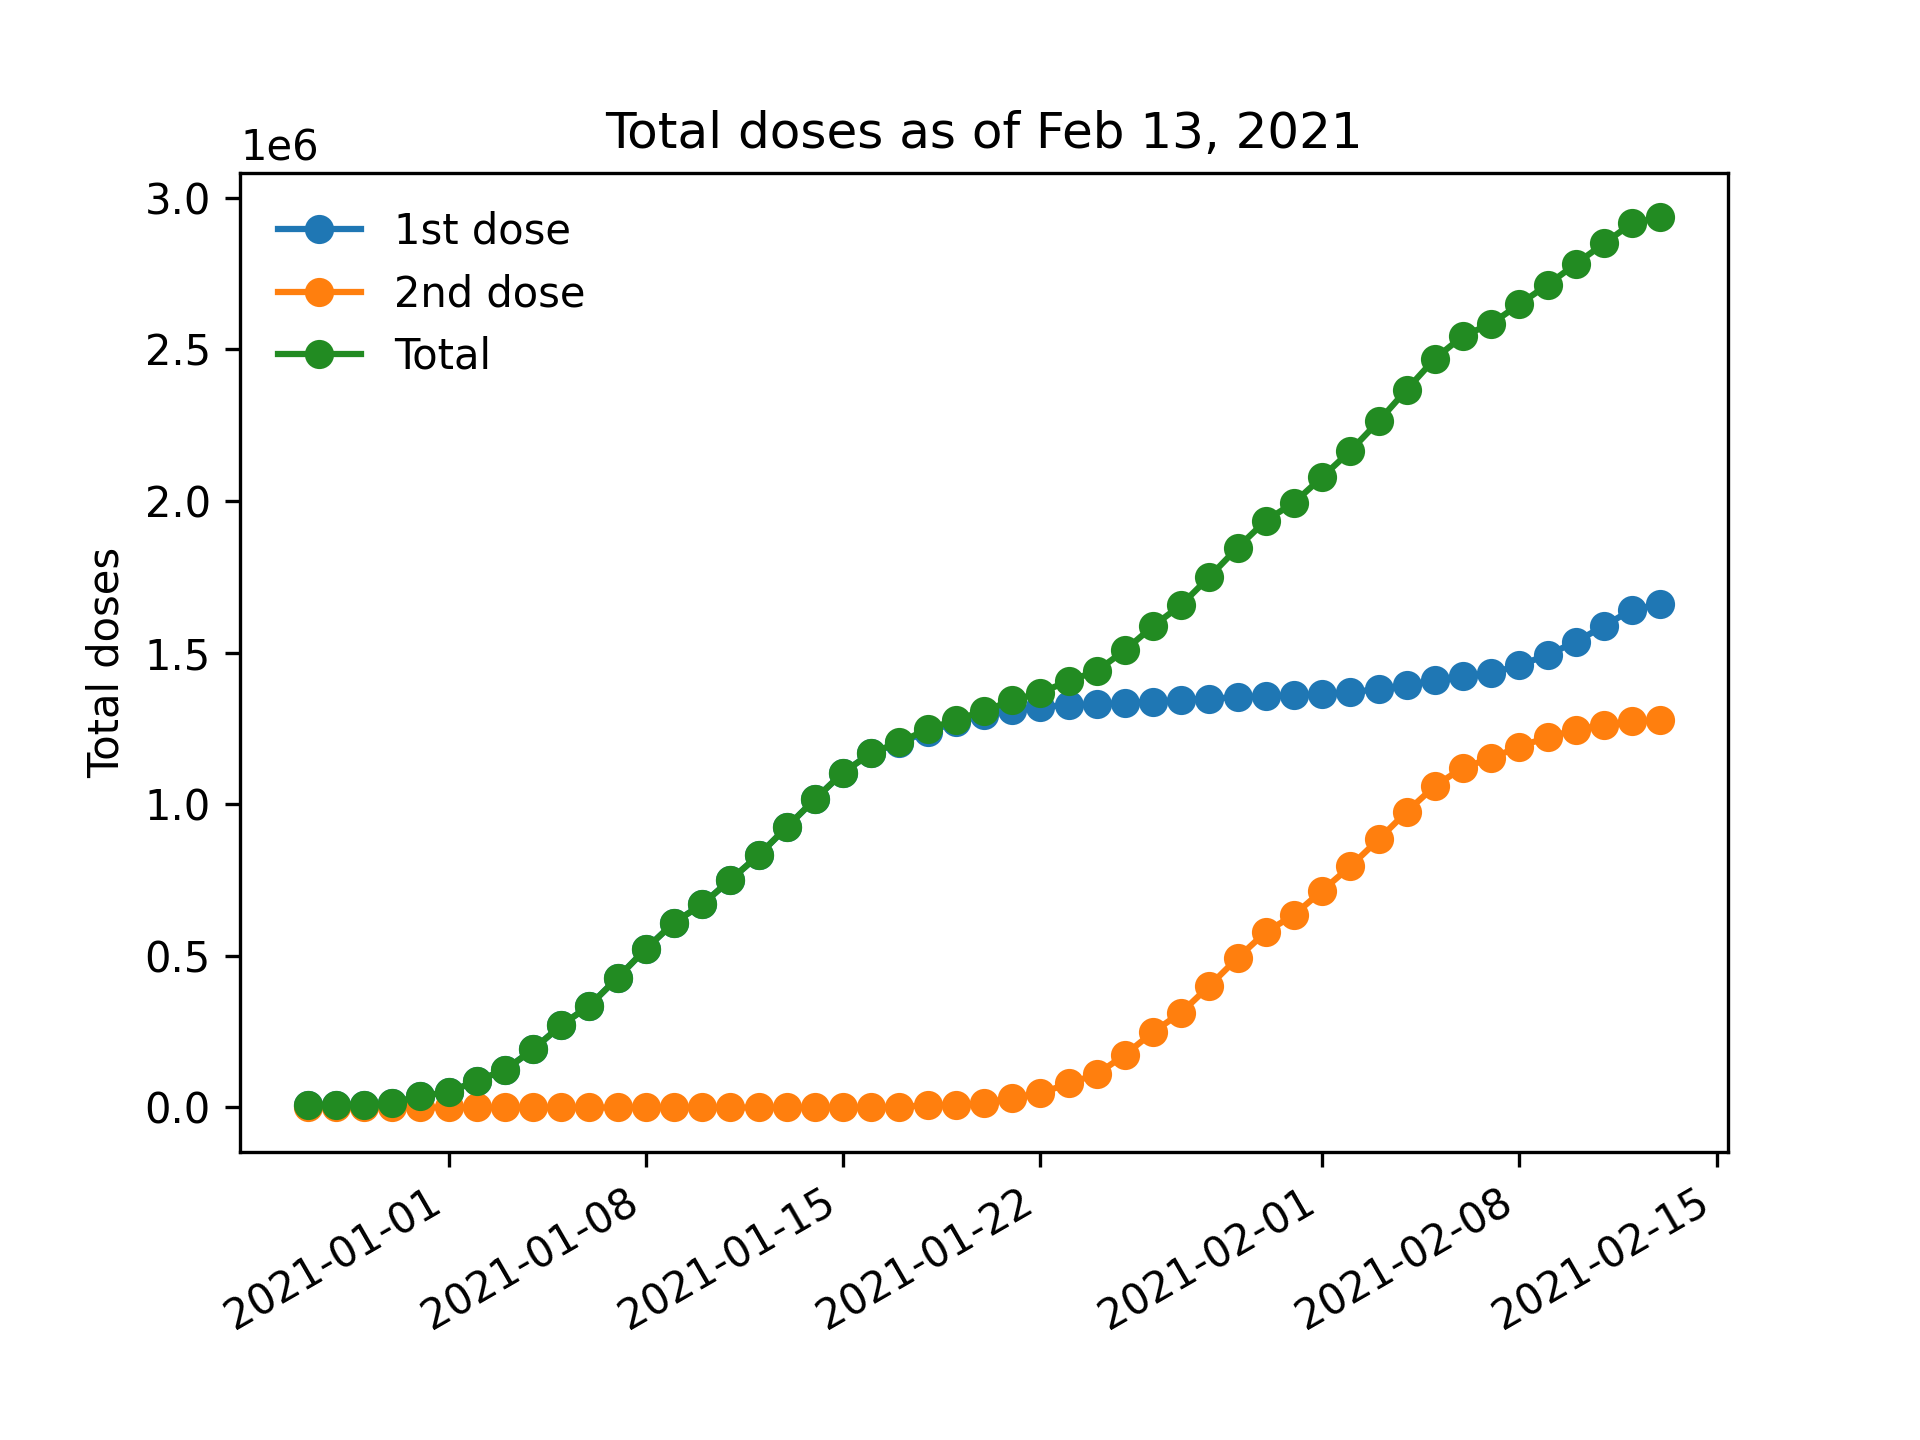 Total doses as of Feb 13, 2021
1e6
3.0
2.5
2.0
1.5
1.0
0.5
0.0
Total doses
1st dose
2nd dose
Total
2021-01-01
2021-01-08
2021-01-15
2021-01-22
2021-02-01
2021-02-08
2021-02-15